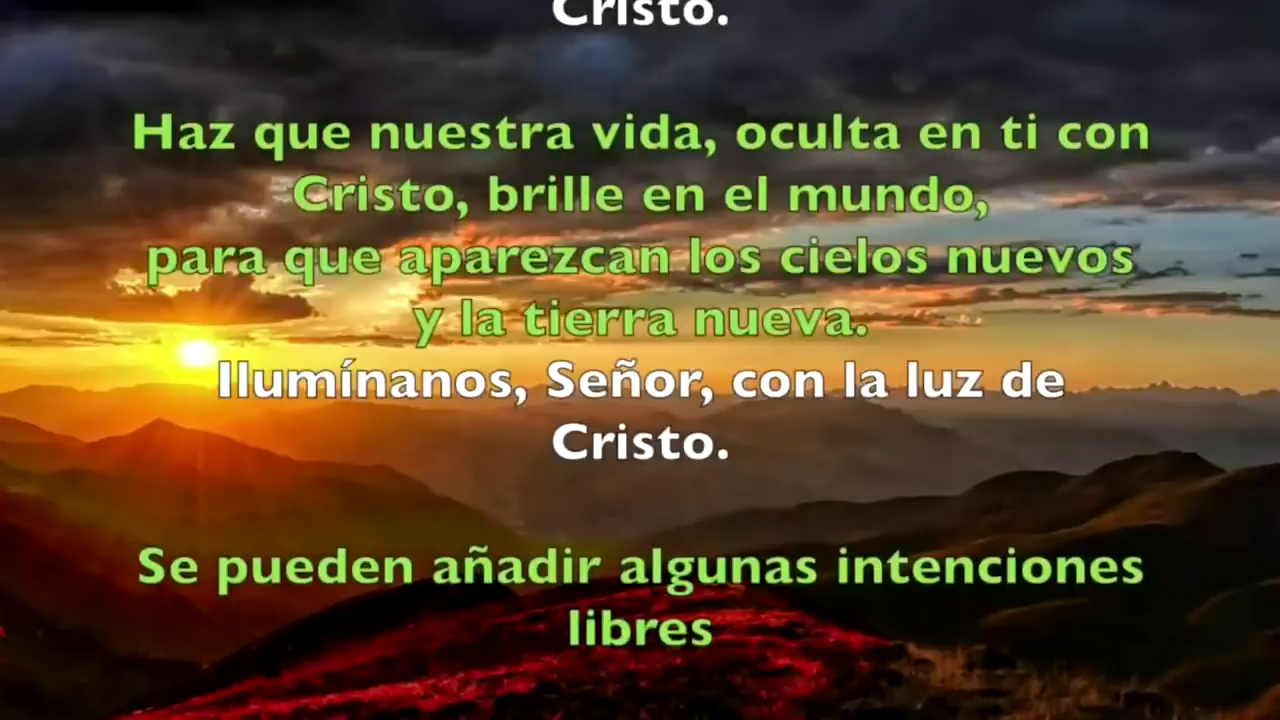 Cristo.
Haz que nuestra vida, oculta en ti con
Cristo, brille en el mundo,
para que aparezcan los cielos nuevos
y la tierra nueva.
Ilumínanos, Señor, con la luz de
Cristo.
Se pueden añadir algunas intenciones
libres